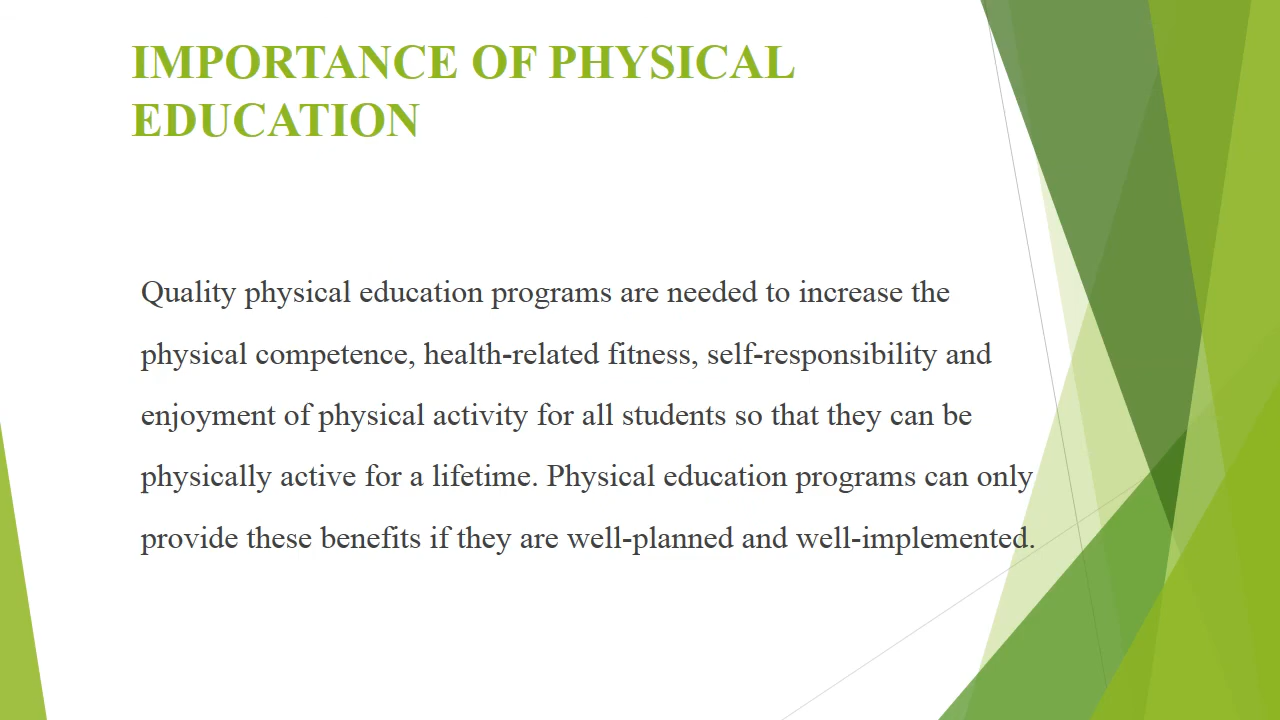 IMPORTANCE OF PHYSICAL
EDUCATION
Quality physical education programs are needed to increase the
physical competence, health-related fitness, self-responsibility and
enjoyment of physical activity for all students so that they can be
physically active for a lifetime. Physical education programs can only
provide these benefits if they are well-planned and well-implemented.